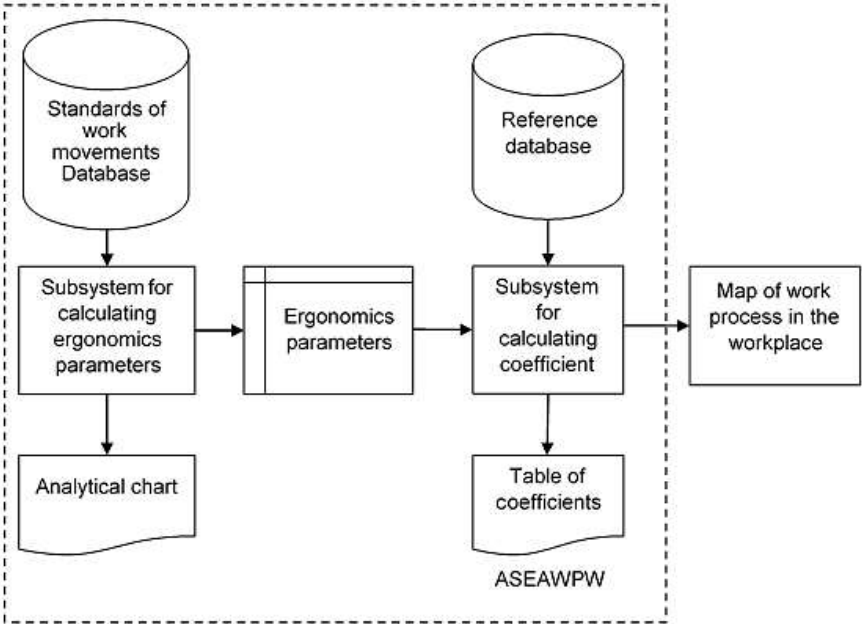 Standards of
work
movements
Database
Reference
database
Subsystem for
calculating
ergonomics
parameters
Ergonomics
parameters
Subsystem
for
calculating
coefficient
Map of work
process in the
workplace
Analytical chart
Table of
coefficients
ASEAWPW